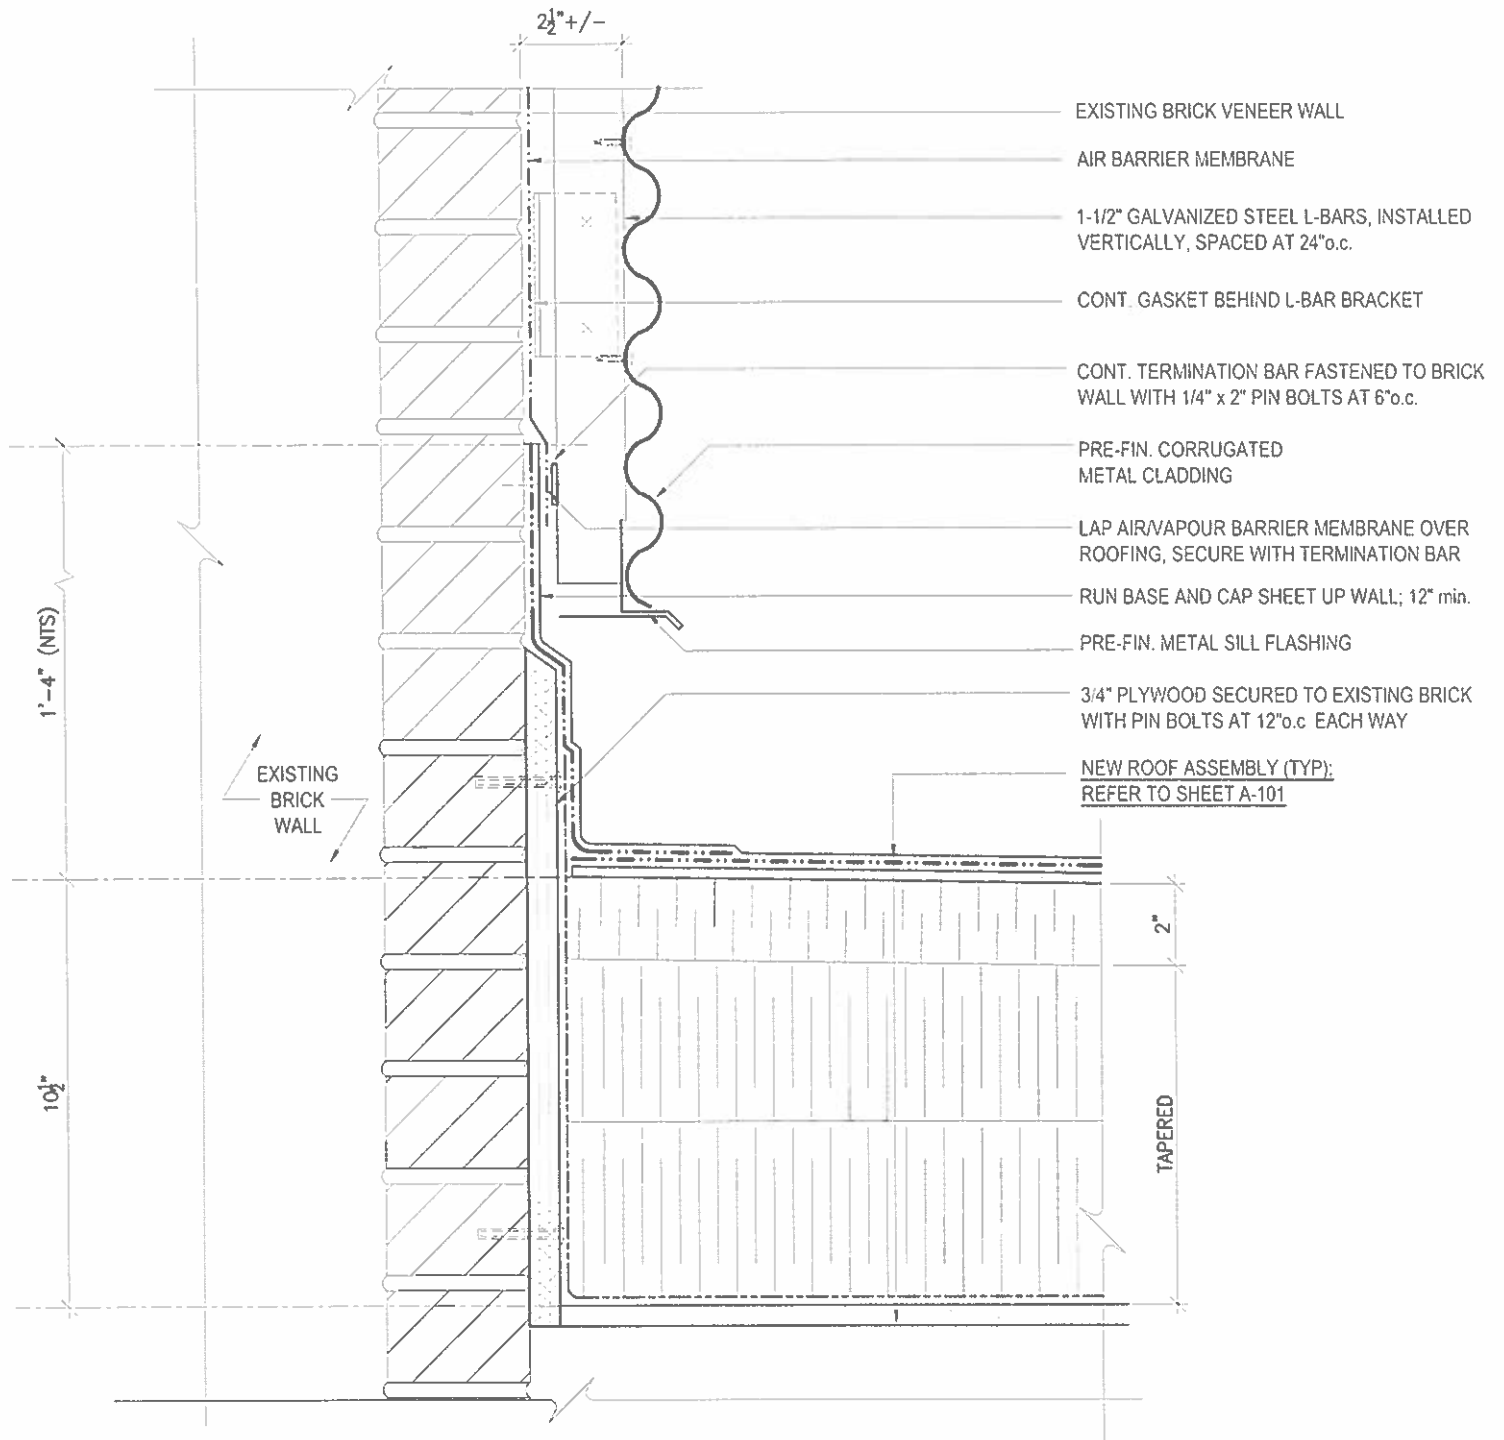 2½"+/-
EXISTING BRICK VENEER WALL
AIR BARRIER MEMBRANE
1-1/2" GALVANIZED STEEL L-BARS, INSTALLED
VERTICALLY, SPACED AT 24"o.c.
CONT. GASKET BEHIND L-BAR BRACKET
CONT. TERMINATION BAR FASTENED TO BRICK
WALL WITH 1/4" x 2" PIN BOLTS AT 6"o.c.
PRE-FIN. CORRUGATED
METAL CLADDING
LAP AIR/VAPOUR BARRIER MEMBRANE OVER
ROOFING, SECURE WITH TERMINATION BAR
RUN BASE AND CAP SHEET UP WALL; 12" min.
PRE-FIN. METAL SILL FLASHING
3/4" PLYWOOD SECURED TO EXISTING BRICK
WITH PIN BOLTS AT 12"o.c EACH WAY
NEW ROOF ASSEMBLY (TYP):
REFER TO SHEET A-101
1'-4" (NTS)
EXISTING
BRICK
WALL
2"
10½"
TAPERED